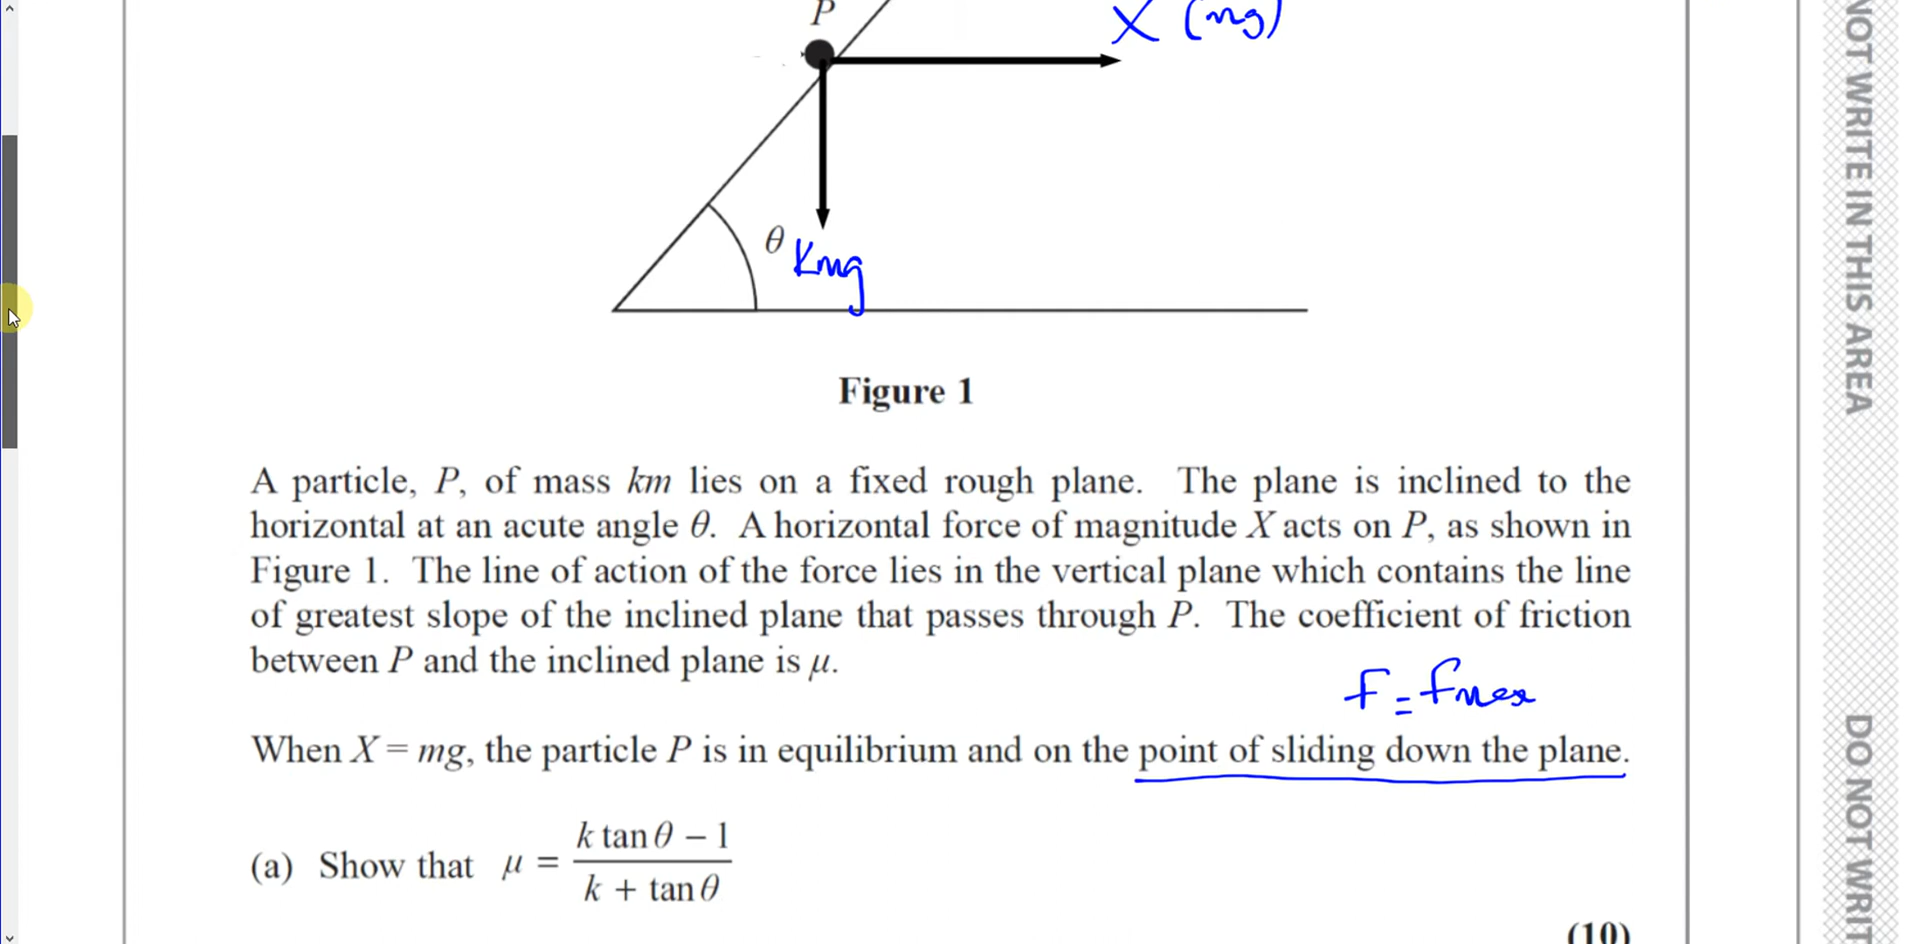 P
X (mg)
θ
kmg
Figure 1
A particle, P, of mass km lies on a fixed rough plane. The plane is inclined to the
horizontal at an acute angle θ. A horizontal force of magnitude X acts on P, as shown in
Figure 1. The line of action of the force lies in the vertical plane which contains the line
of greatest slope of the inclined plane that passes through P. The coefficient of friction
between P and the inclined plane is μ.
F = fmax
When X = mg, the particle P is in equilibrium and on the point of sliding down the plane.
(a) Show that μ = \frac{k tan θ – 1}{k + tan θ}
(10)
NOT WRITE IN THIS AREA
DO NOT WRIT